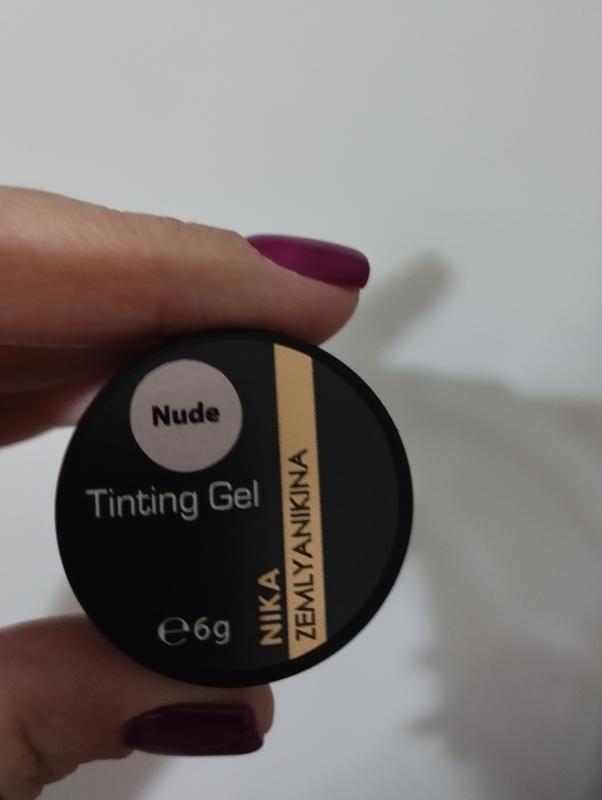 Nude
Tinting Gel
℮6g
NIKA
ZEMLYANIKINA